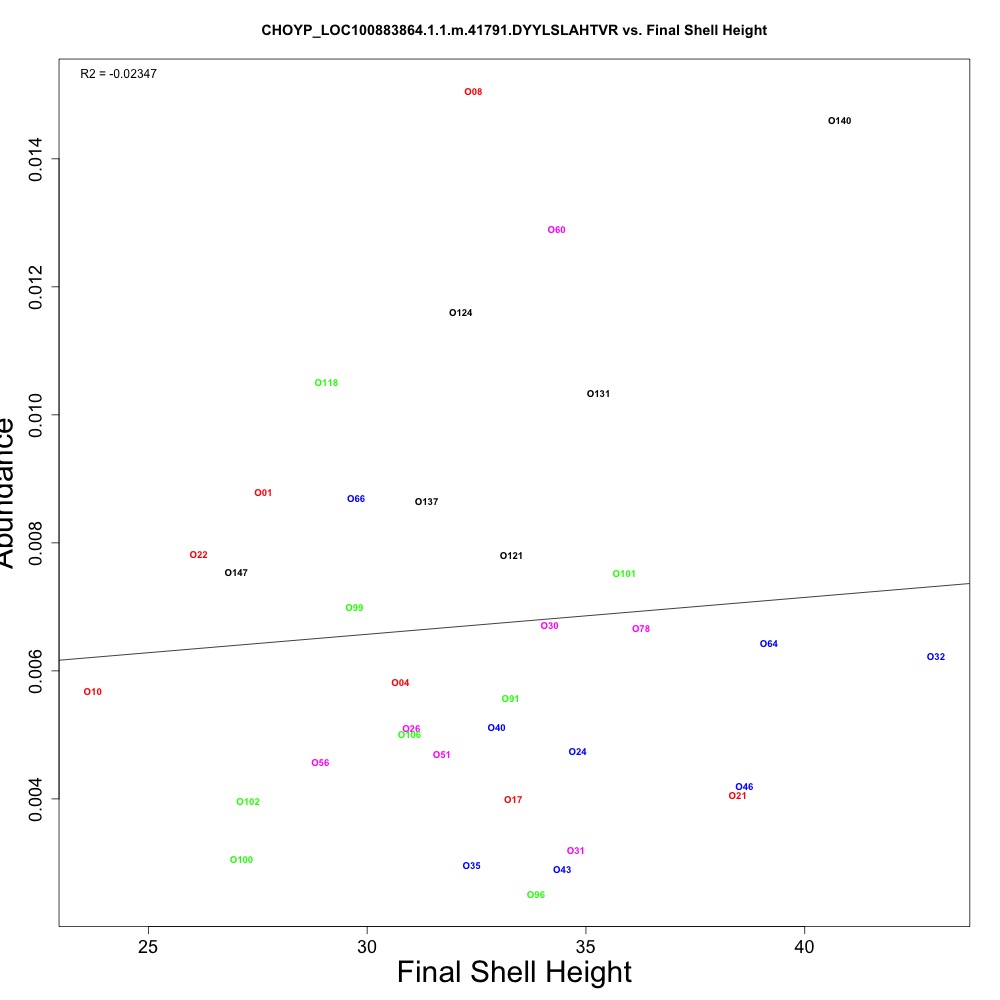 CHOYP_LOC100883864.1.1.m.41791.DYYLSLAHTVR vs. Final Shell Height
R2 = -0.02347
O08
O140
0.014
O60
0.012
O124
O118
O131
0.010
O01
O66
O137
0.008
O22
O121
O147
O101
O99
O30
O78
O64
O32
0.006
O04
O10
O91
O26
O40
O106
O24
O51
O56
O46
O21
0.004
O17
O102
O31
O100
O35
O43
O96
Abundance
25
30
35
40
Final Shell Height